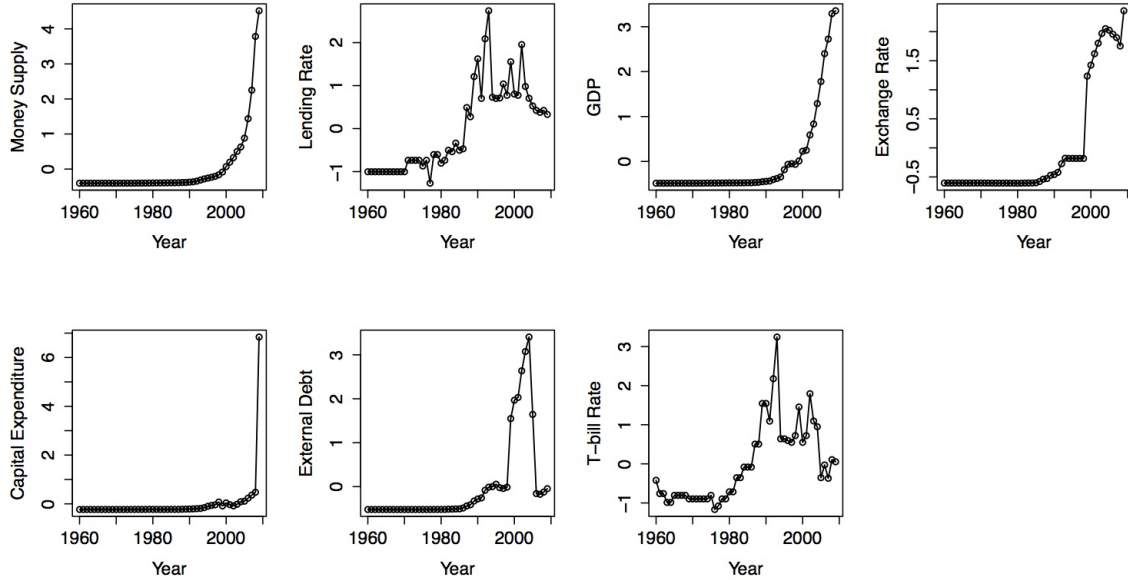 Money Supply
4
3
2
1
0
1960 1980 2000
Year
Lending Rate
2
1
0
−1
1960 1980 2000
Year
GDP
3
2
1
0
1960 1980 2000
Year
Exchange Rate
1.5
0.5
−0.5
1960 1980 2000
Year
Capital Expenditure
6
4
2
0
1960 1980 2000
Year
External Debt
3
2
1
0
1960 1980 2000
Year
T−bill Rate
3
2
1
0
−1
1960 1980 2000
Year